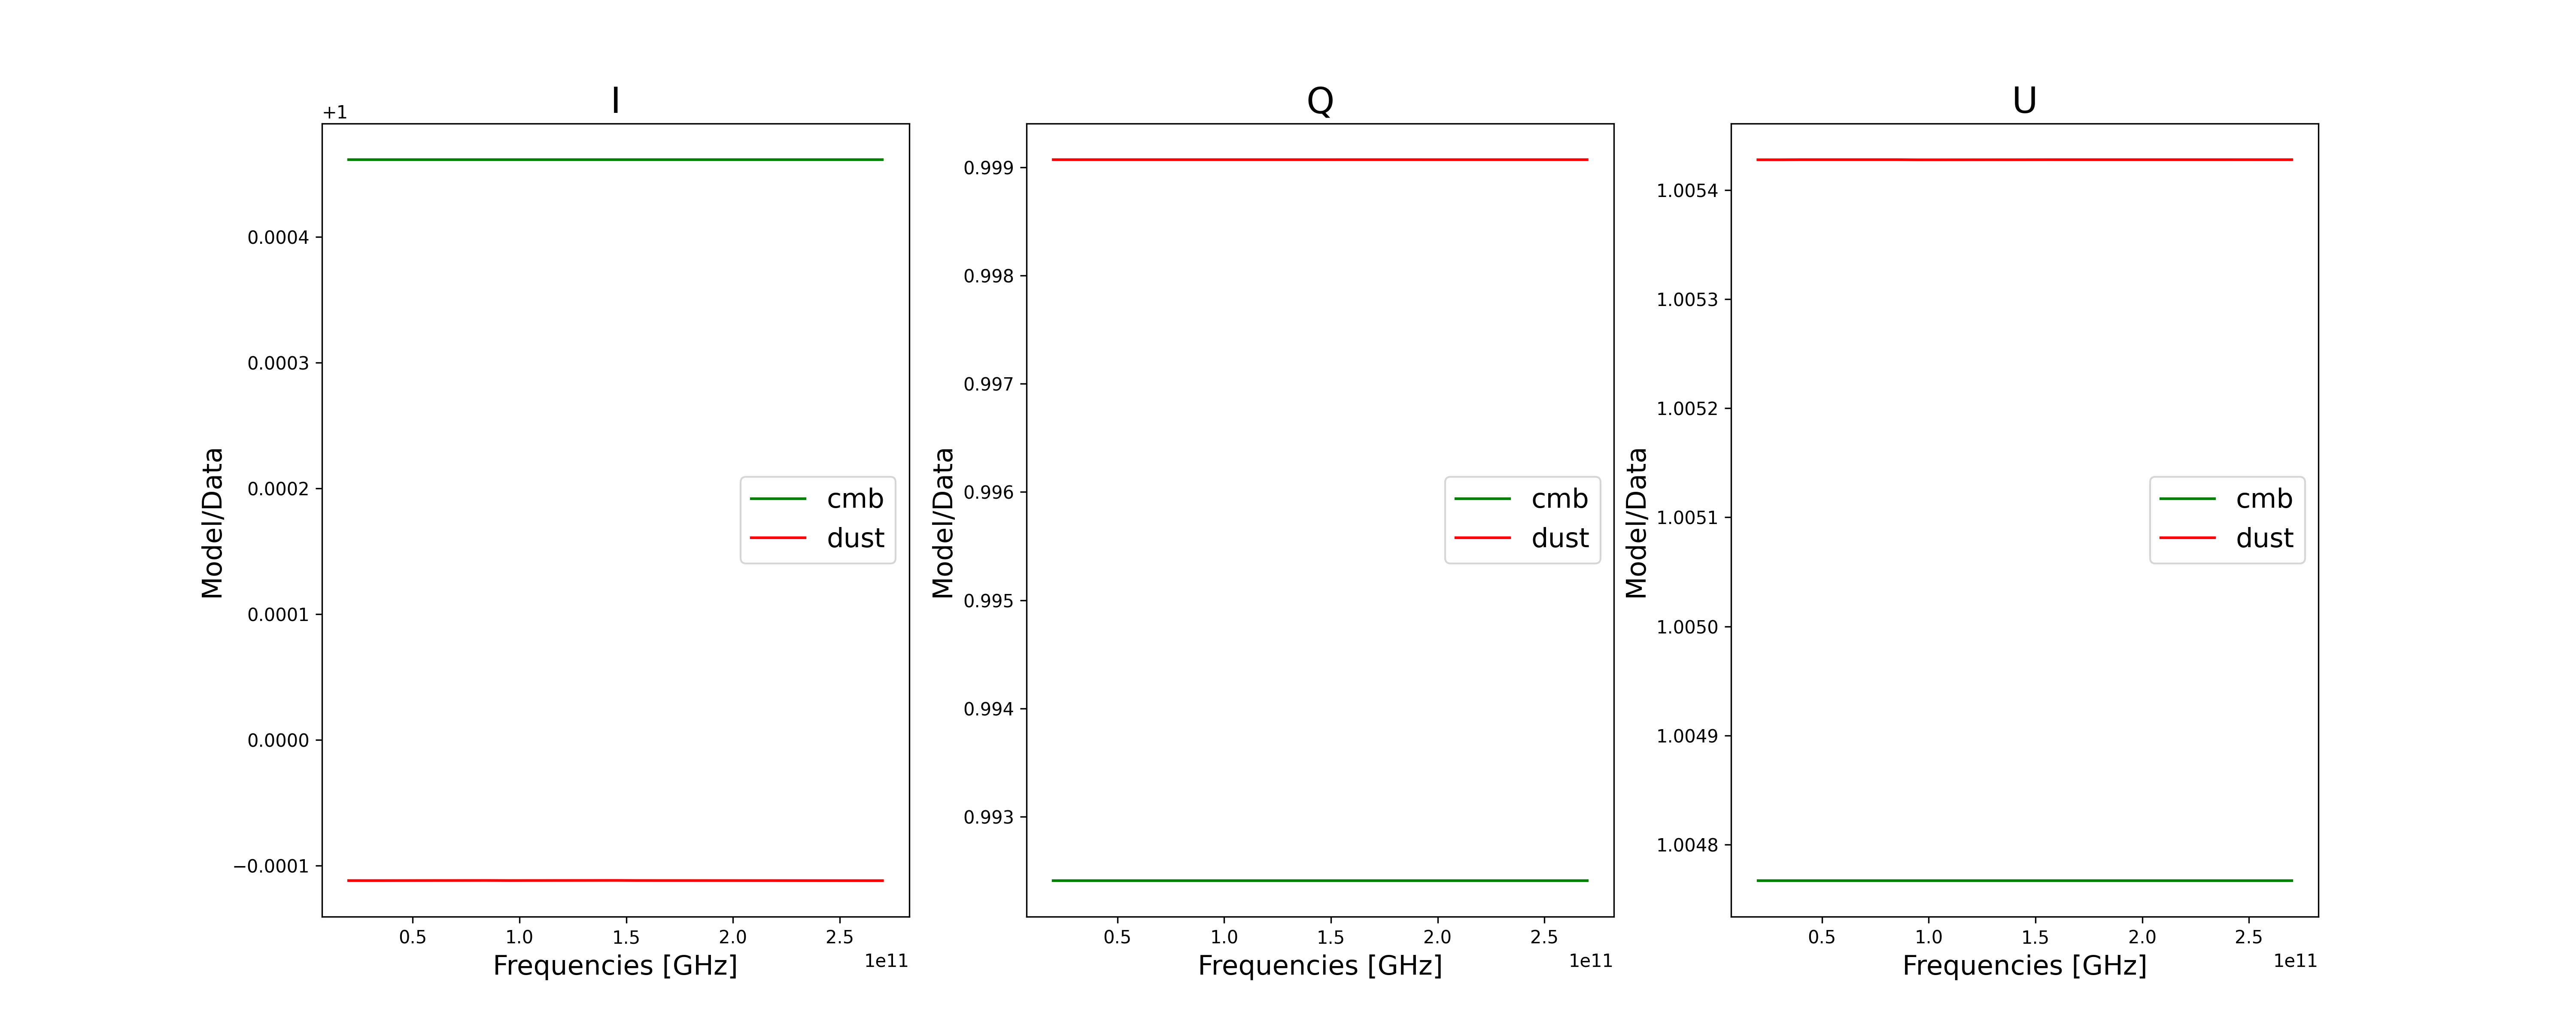 I
+1
0.0004
0.0003
0.0002
0.0001
0.0000
−0.0001
Model/Data
cmb
dust
0.5 1.0 1.5 2.0 2.5
Frequencies [GHz]
1e11
Q
0.999
0.998
0.997
0.996
0.995
0.994
0.993
Model/Data
cmb
dust
0.5 1.0 1.5 2.0 2.5
Frequencies [GHz]
1e11
U
1.0054
1.0053
1.0052
1.0051
1.0050
1.0049
1.0048
Model/Data
cmb
dust
0.5 1.0 1.5 2.0 2.5
Frequencies [GHz]
1e11